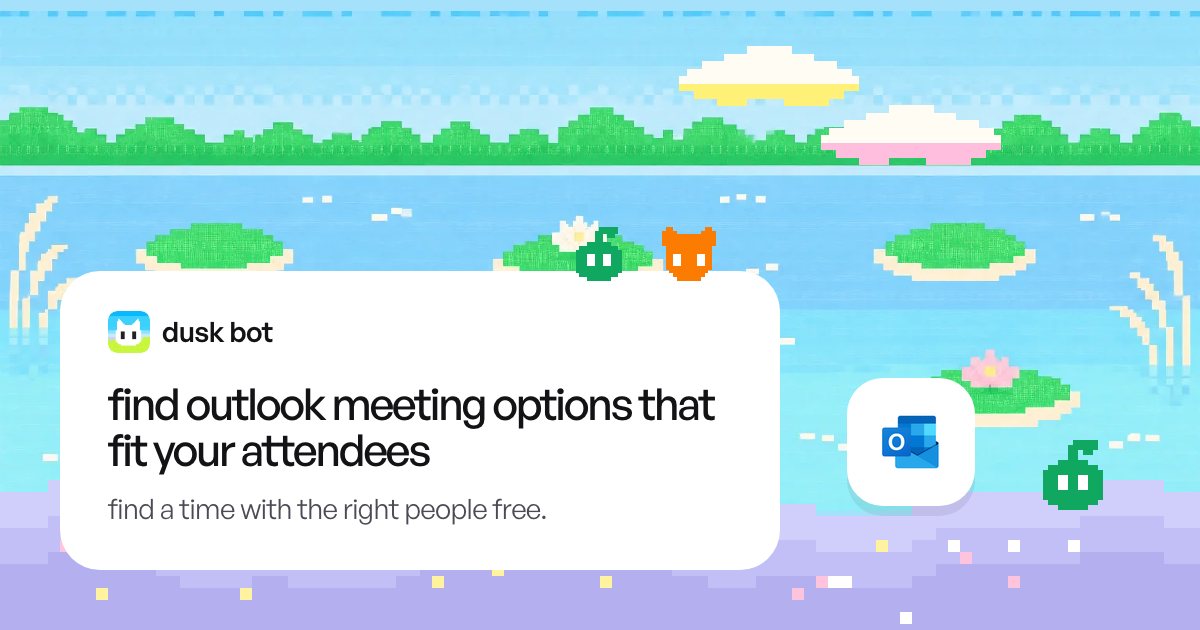 dusk bot
find outlook meeting options that
fit your attendees
find a time with the right people free.
O